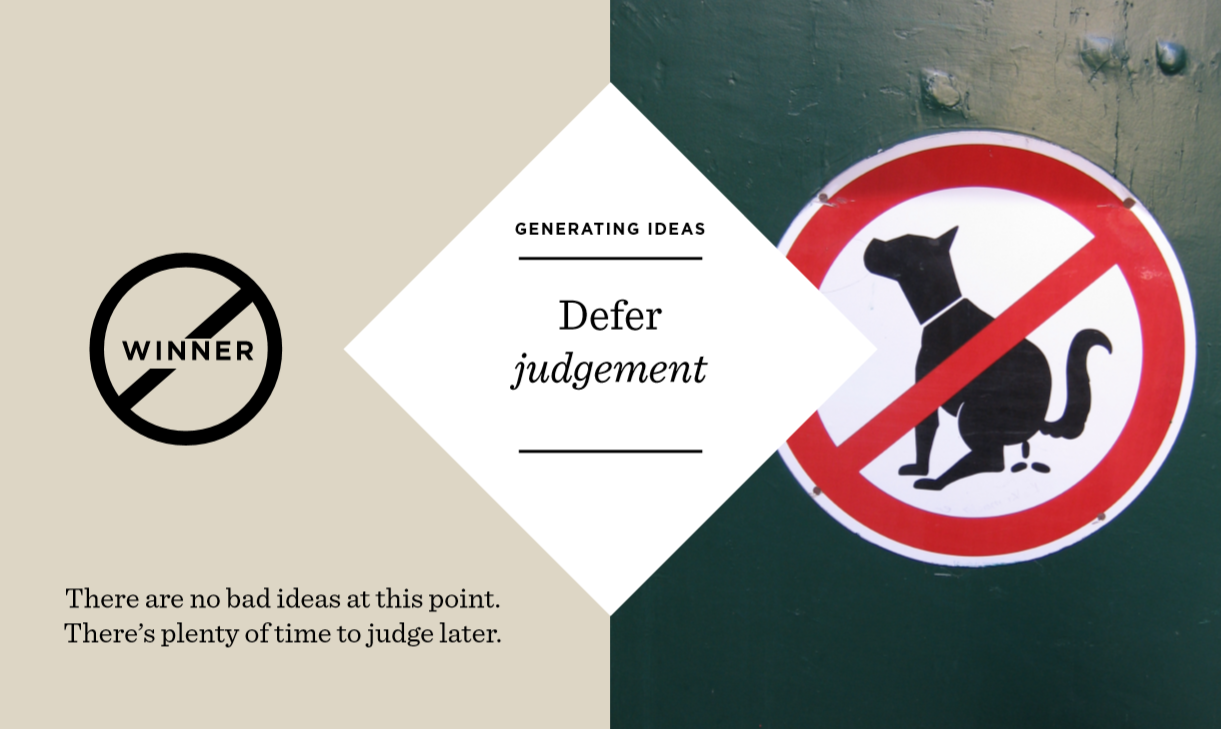 GENERATING IDEAS
Defer
judgement
WINNER
There are no bad ideas at this point.
There’s plenty of time to judge later.